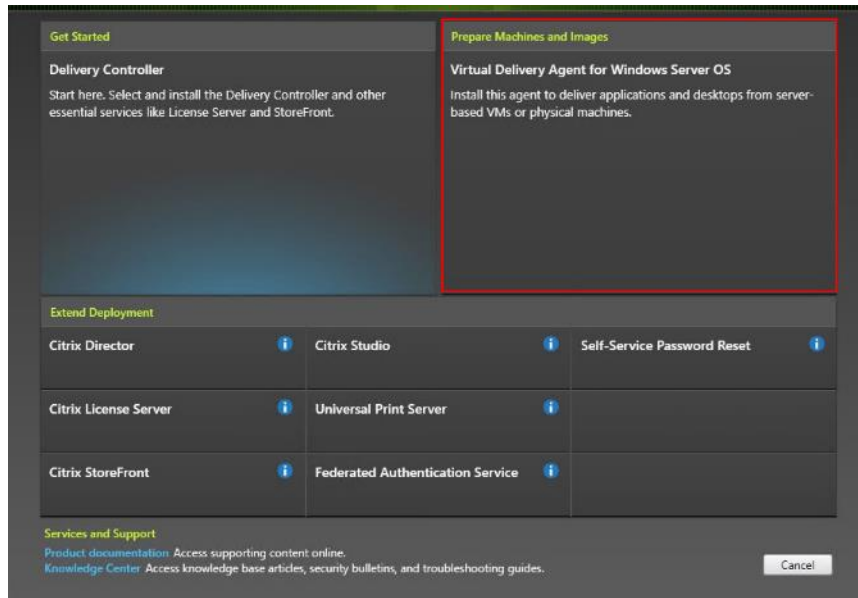 Get Started
Prepare Machines and Images
Delivery Controller
Start here. Select and install the Delivery Controller and other
essential services like License Server and StoreFront.
Virtual Delivery Agent for Windows Server OS
Install this agent to deliver applications and desktops from server-
based VMs or physical machines.
Extend Deployment
Citrix Director
Citrix Studio
Self-Service Password Reset
Citrix License Server
Universal Print Server
Citrix StoreFront
Federated Authentication Service
Services and Support
Product documentation Access supporting content online.
Knowledge Center Access knowledge base articles, security bulletins, and troubleshooting guides.
Cancel